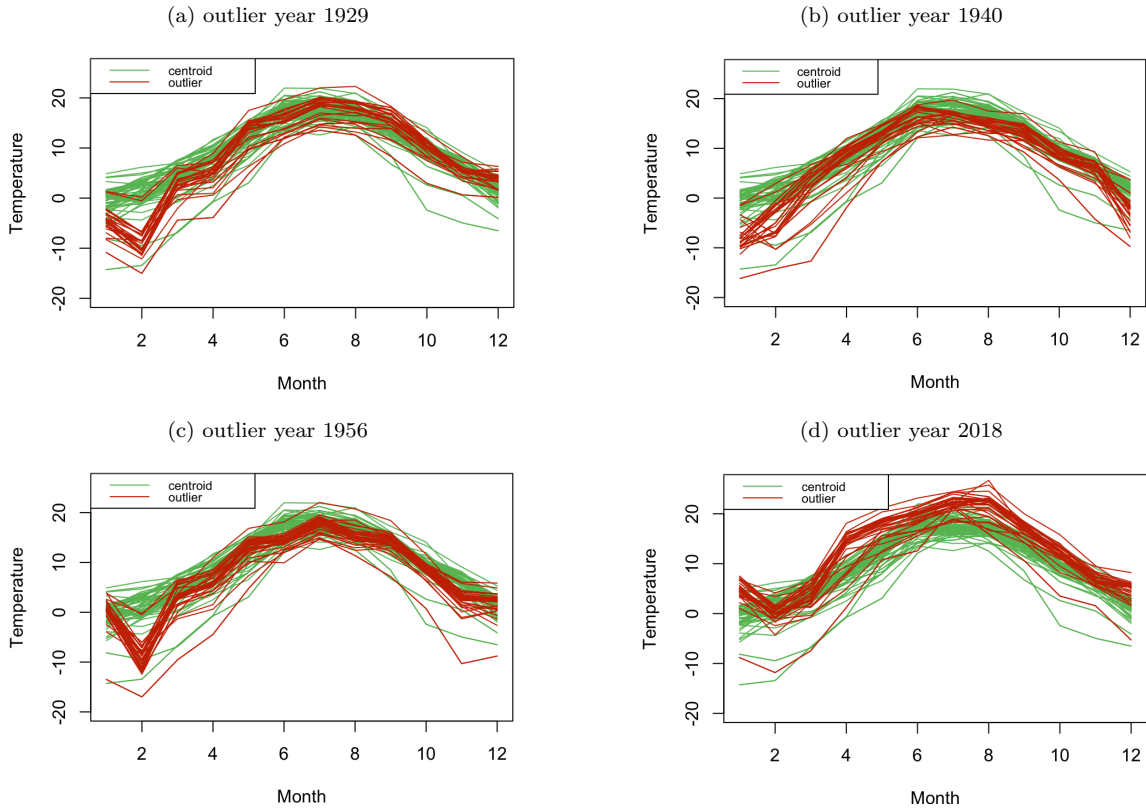 (a) outlier year 1929
centroid
outlier
Temperature
20
10
0
-10
-20
2 4 6 8 10 12
Month
(b) outlier year 1940
centroid
outlier
Temperature
20
10
0
-10
-20
2 4 6 8 10 12
Month
(c) outlier year 1956
centroid
outlier
Temperature
20
10
0
-10
-20
2 4 6 8 10 12
Month
(d) outlier year 2018
centroid
outlier
Temperature
20
10
0
-10
-20
2 4 6 8 10 12
Month